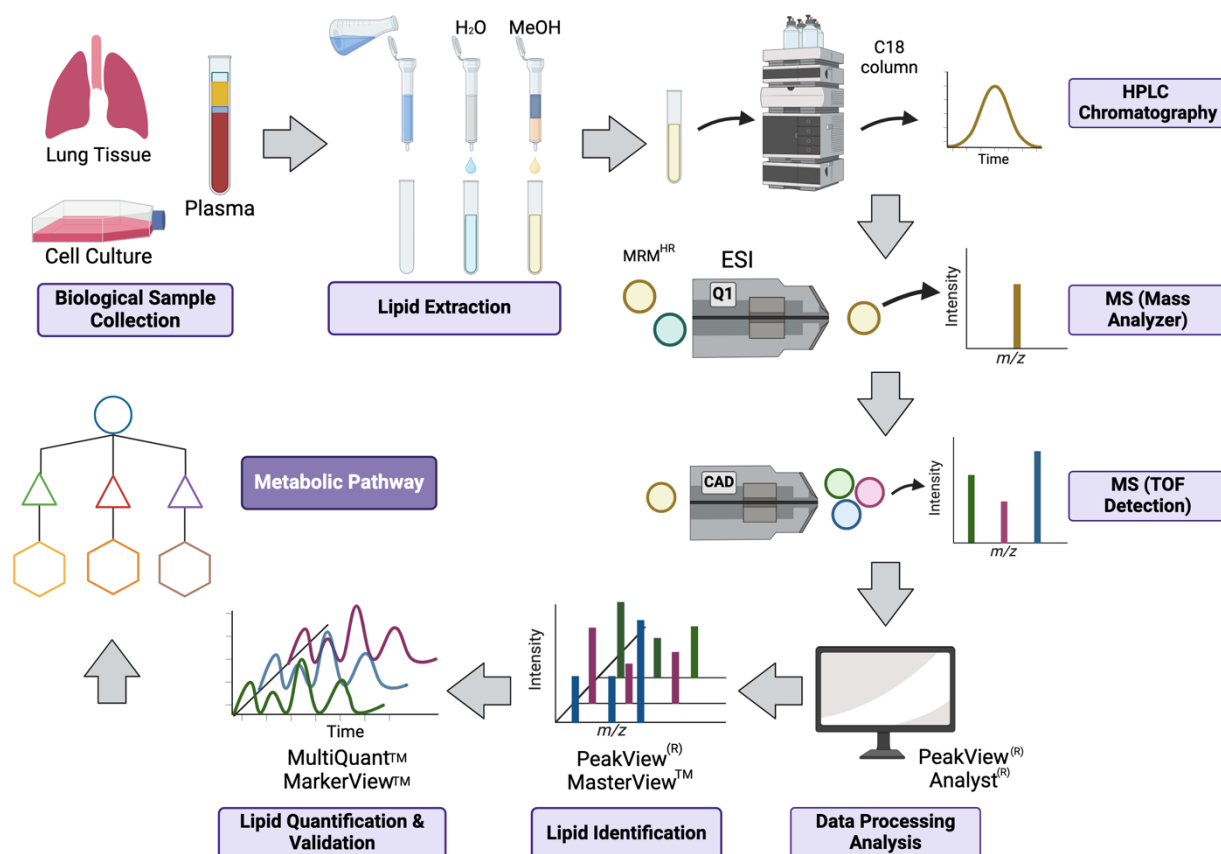 Lung Tissue
Plasma
Cell Culture
Biological Sample
Collection
H₂O
MeOH
Lipid Extraction
C18
column
Time
HPLC
Chromatography
MRMᴴᴿ
ESI
Q1
Intensity
m/z
MS (Mass
Analyzer)
CAD
Intensity
m/z
MS (TOF
Detection)
Metabolic Pathway
Time
MultiQuant™
MarkerView™
Lipid Quantification &
Validation
Intensity
m/z
PeakView(R)
MasterView™
Lipid Identification
PeakView(R)
Analyst(R)
Data Processing
Analysis